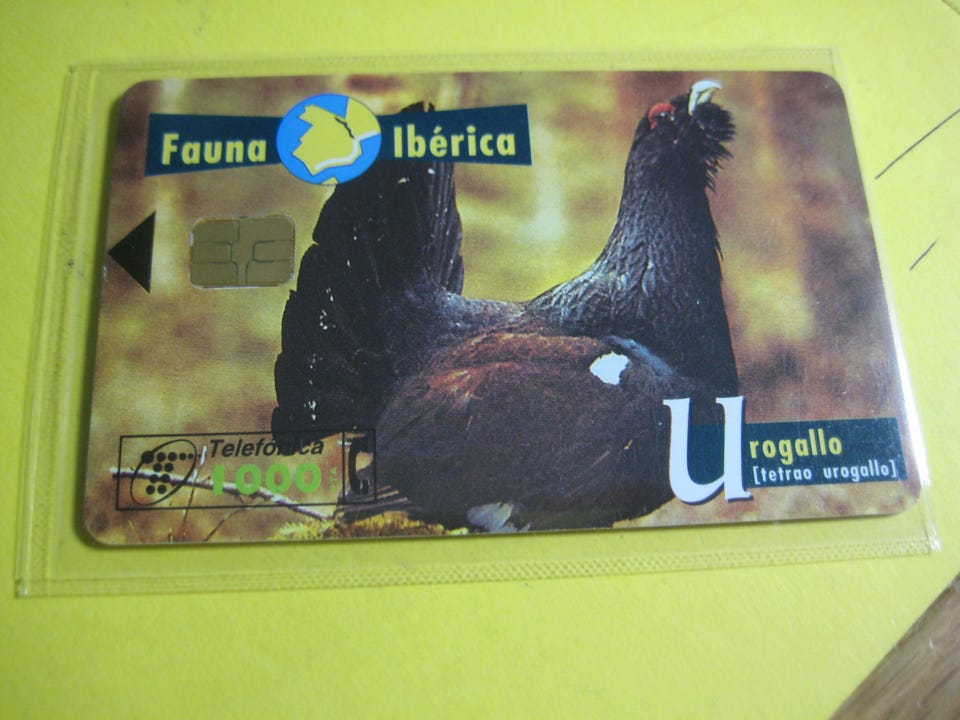 Fauna Ibérica
Telefónica
1000
Urogallo
[tetrao urogallo]